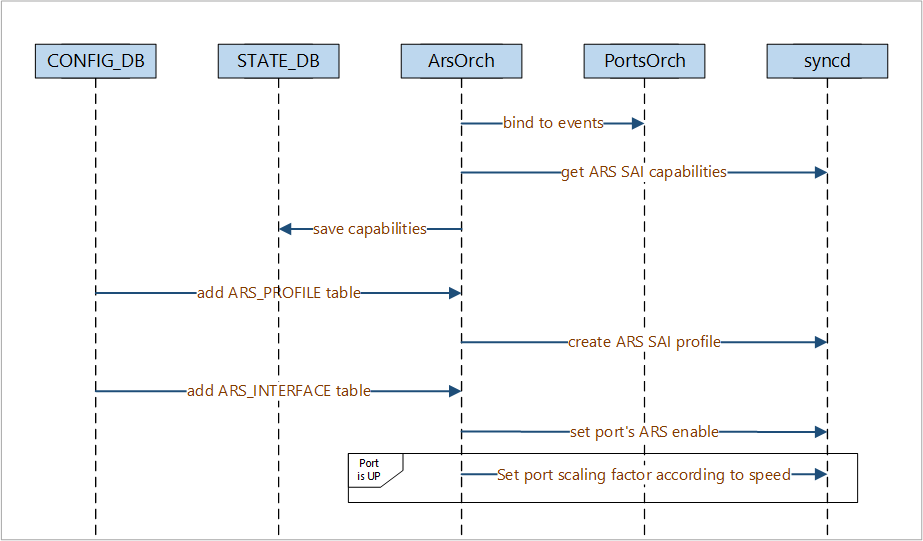 CONFIG_DB
STATE_DB
ArsOrch
PortsOrch
syncd
bind to events
get ARS SAI capabilities
save capabilities
add ARS_PROFILE table
create ARS SAI profile
add ARS_INTERFACE table
set port's ARS enable
Port
is UP
Set port scaling factor according to speed